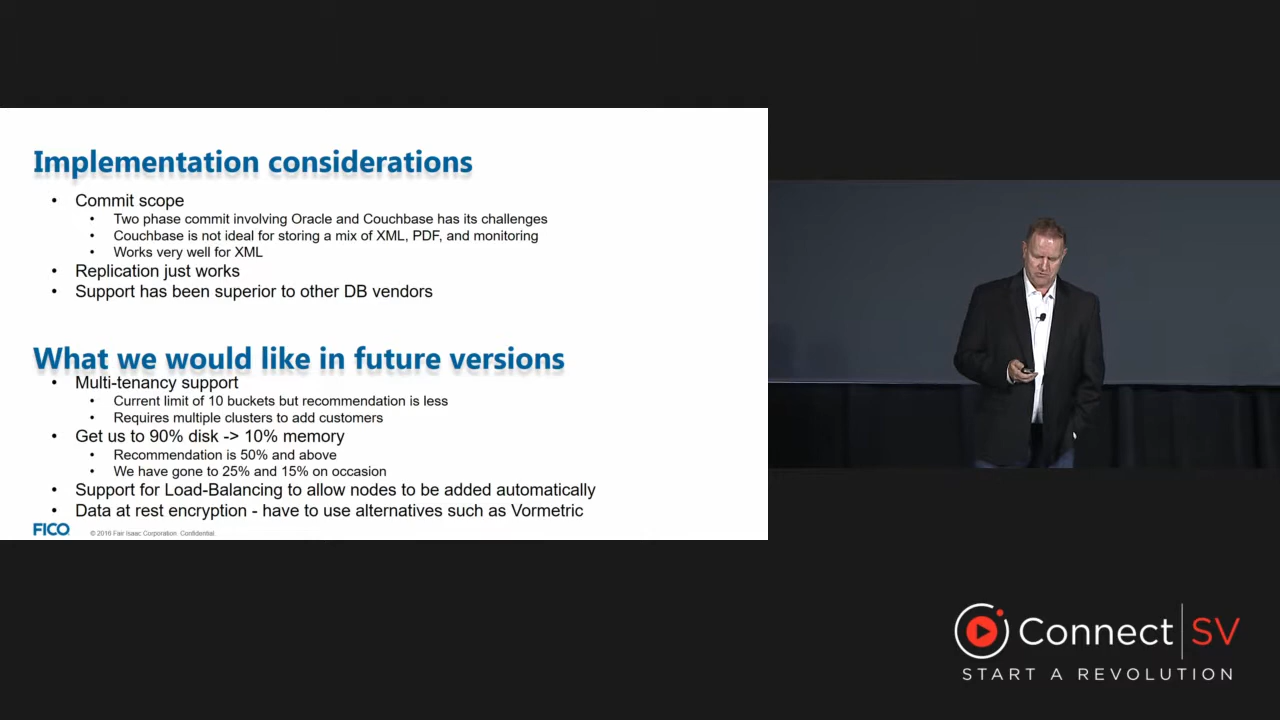 Implementation considerations
• Commit scope
• Two phase commit involving Oracle and Couchbase has its challenges
• Couchbase is not ideal for storing a mix of XML, PDF, and monitoring
• Works very well for XML
• Replication just works
• Support has been superior to other DB vendors
What we would like in future versions
• Multi-tenancy support
• Current limit of 10 buckets but recommendation is less
• Requires multiple clusters to add customers
• Get us to 90% disk -> 10% memory
• Recommendation is 50% and above
• We have gone to 25% and 15% on occasion
• Support for Load-Balancing to allow nodes to be added automatically
• Data at rest encryption - have to use alternatives such as Vormetric
FICO © 2016 Fair Isaac Corporation. Confidential.
Connect | SV
START A REVOLUTION